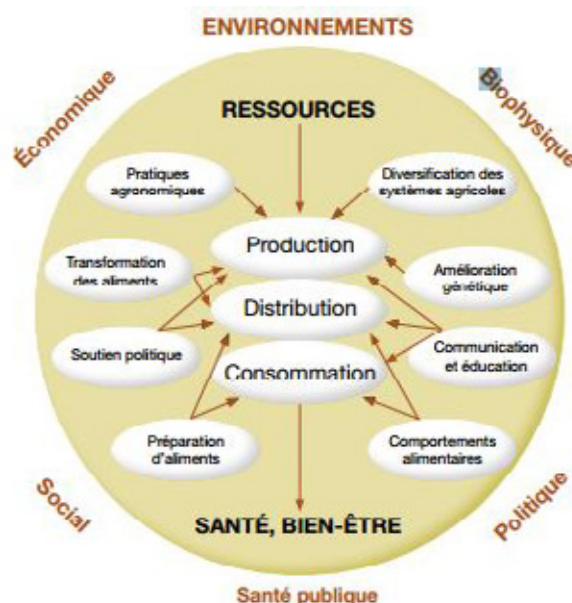 ENVIRONNEMENTS
Économique
Biophysique
RESSOURCES
Pratiques
agronomiques
Diversification des
systèmes agricoles
Production
Transformation
des aliments
Amélioration
génétique
Distribution
Soutien politique
Communication
et éducation
Consommation
Préparation
d'aliments
Comportements
alimentaires
Social
Politique
SANTÉ, BIEN-ÊTRE
Santé publique